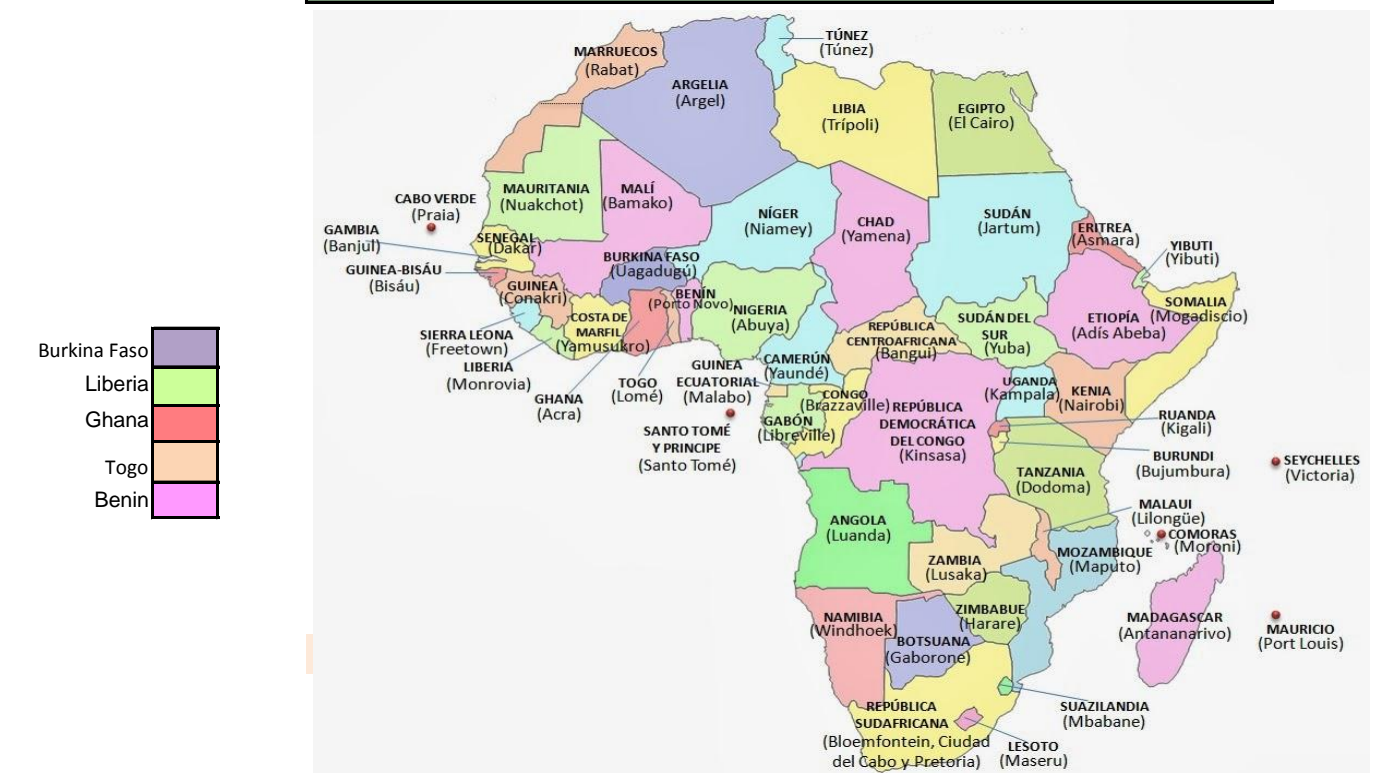 Burkina Faso
Liberia
Ghana
Togo
Benin
TÚNEZ
(Túnez)
MARRUECOS
(Rabat)
ARGELIA
(Argel)
LIBIA
(Trípoli)
EGIPTO
(El Cairo)
CABO VERDE
(Praia)
MAURITANIA
(Nuakchot)
MALÍ
(Bamako)
NÍGER
(Niamey)
CHAD
(Yamena)
SUDÁN
(Jartum)
ERITREA
(Asmara)
YIBUTI
(Yibuti)
GAMBIA
(Banjul)
SENEGAL
(Dakar)
GUINEA-BISÁU
(Bisáu)
GUINEA
(Conakri)
BURKINA FASO
(Uagadugú)
BENÍN
(Porto Novo)
NIGERIA
(Abuya)
SOMALIA
(Mogadiscio)
ETIOPÍA
(Adís Abeba)
SUDÁN DEL
SUR
(Yuba)
REPÚBLICA
CENTROAFRICANA
(Bangui)
COSTA DE
MARFIL
(Yamusukro)
SIERRA LEONA
(Freetown)
LIBERIA
(Monrovia)
GHANA
(Acra)
TOGO
(Lomé)
GUINEA
ECUATORIAL
(Malabo)
CAMERÚN
(Yaundé)
SANTO TOMÉ
Y PRINCIPE
(Santo Tomé)
GABÓN
(Libreville)
CONGO
(Brazzaville)
REPÚBLICA
DEMOCRÁTICA
DEL CONGO
(Kinsasa)
UGANDA
(Kampala)
KENIA
(Nairobi)
RUANDA
(Kigali)
BURUNDI
(Bujumbura)
SEYCHELLES
(Victoria)
TANZANIA
(Dodoma)
MALAUI
(Lilongüe)
COMORAS
(Moroni)
ANGOLA
(Luanda)
ZAMBIA
(Lusaka)
MOZAMBIQUE
(Maputo)
NAMIBIA
(Windhoek)
ZIMBABUE
(Harare)
BOTSUANA
(Gaborone)
MADAGASCAR
(Antananarivo)
MAURICIO
(Port Louis)
SUAZILANDIA
(Mbabane)
REPÚBLICA
SUDAFRICANA
(Bloemfontein, Ciudad
del Cabo y Pretoria)
LESOTO
(Maseru)